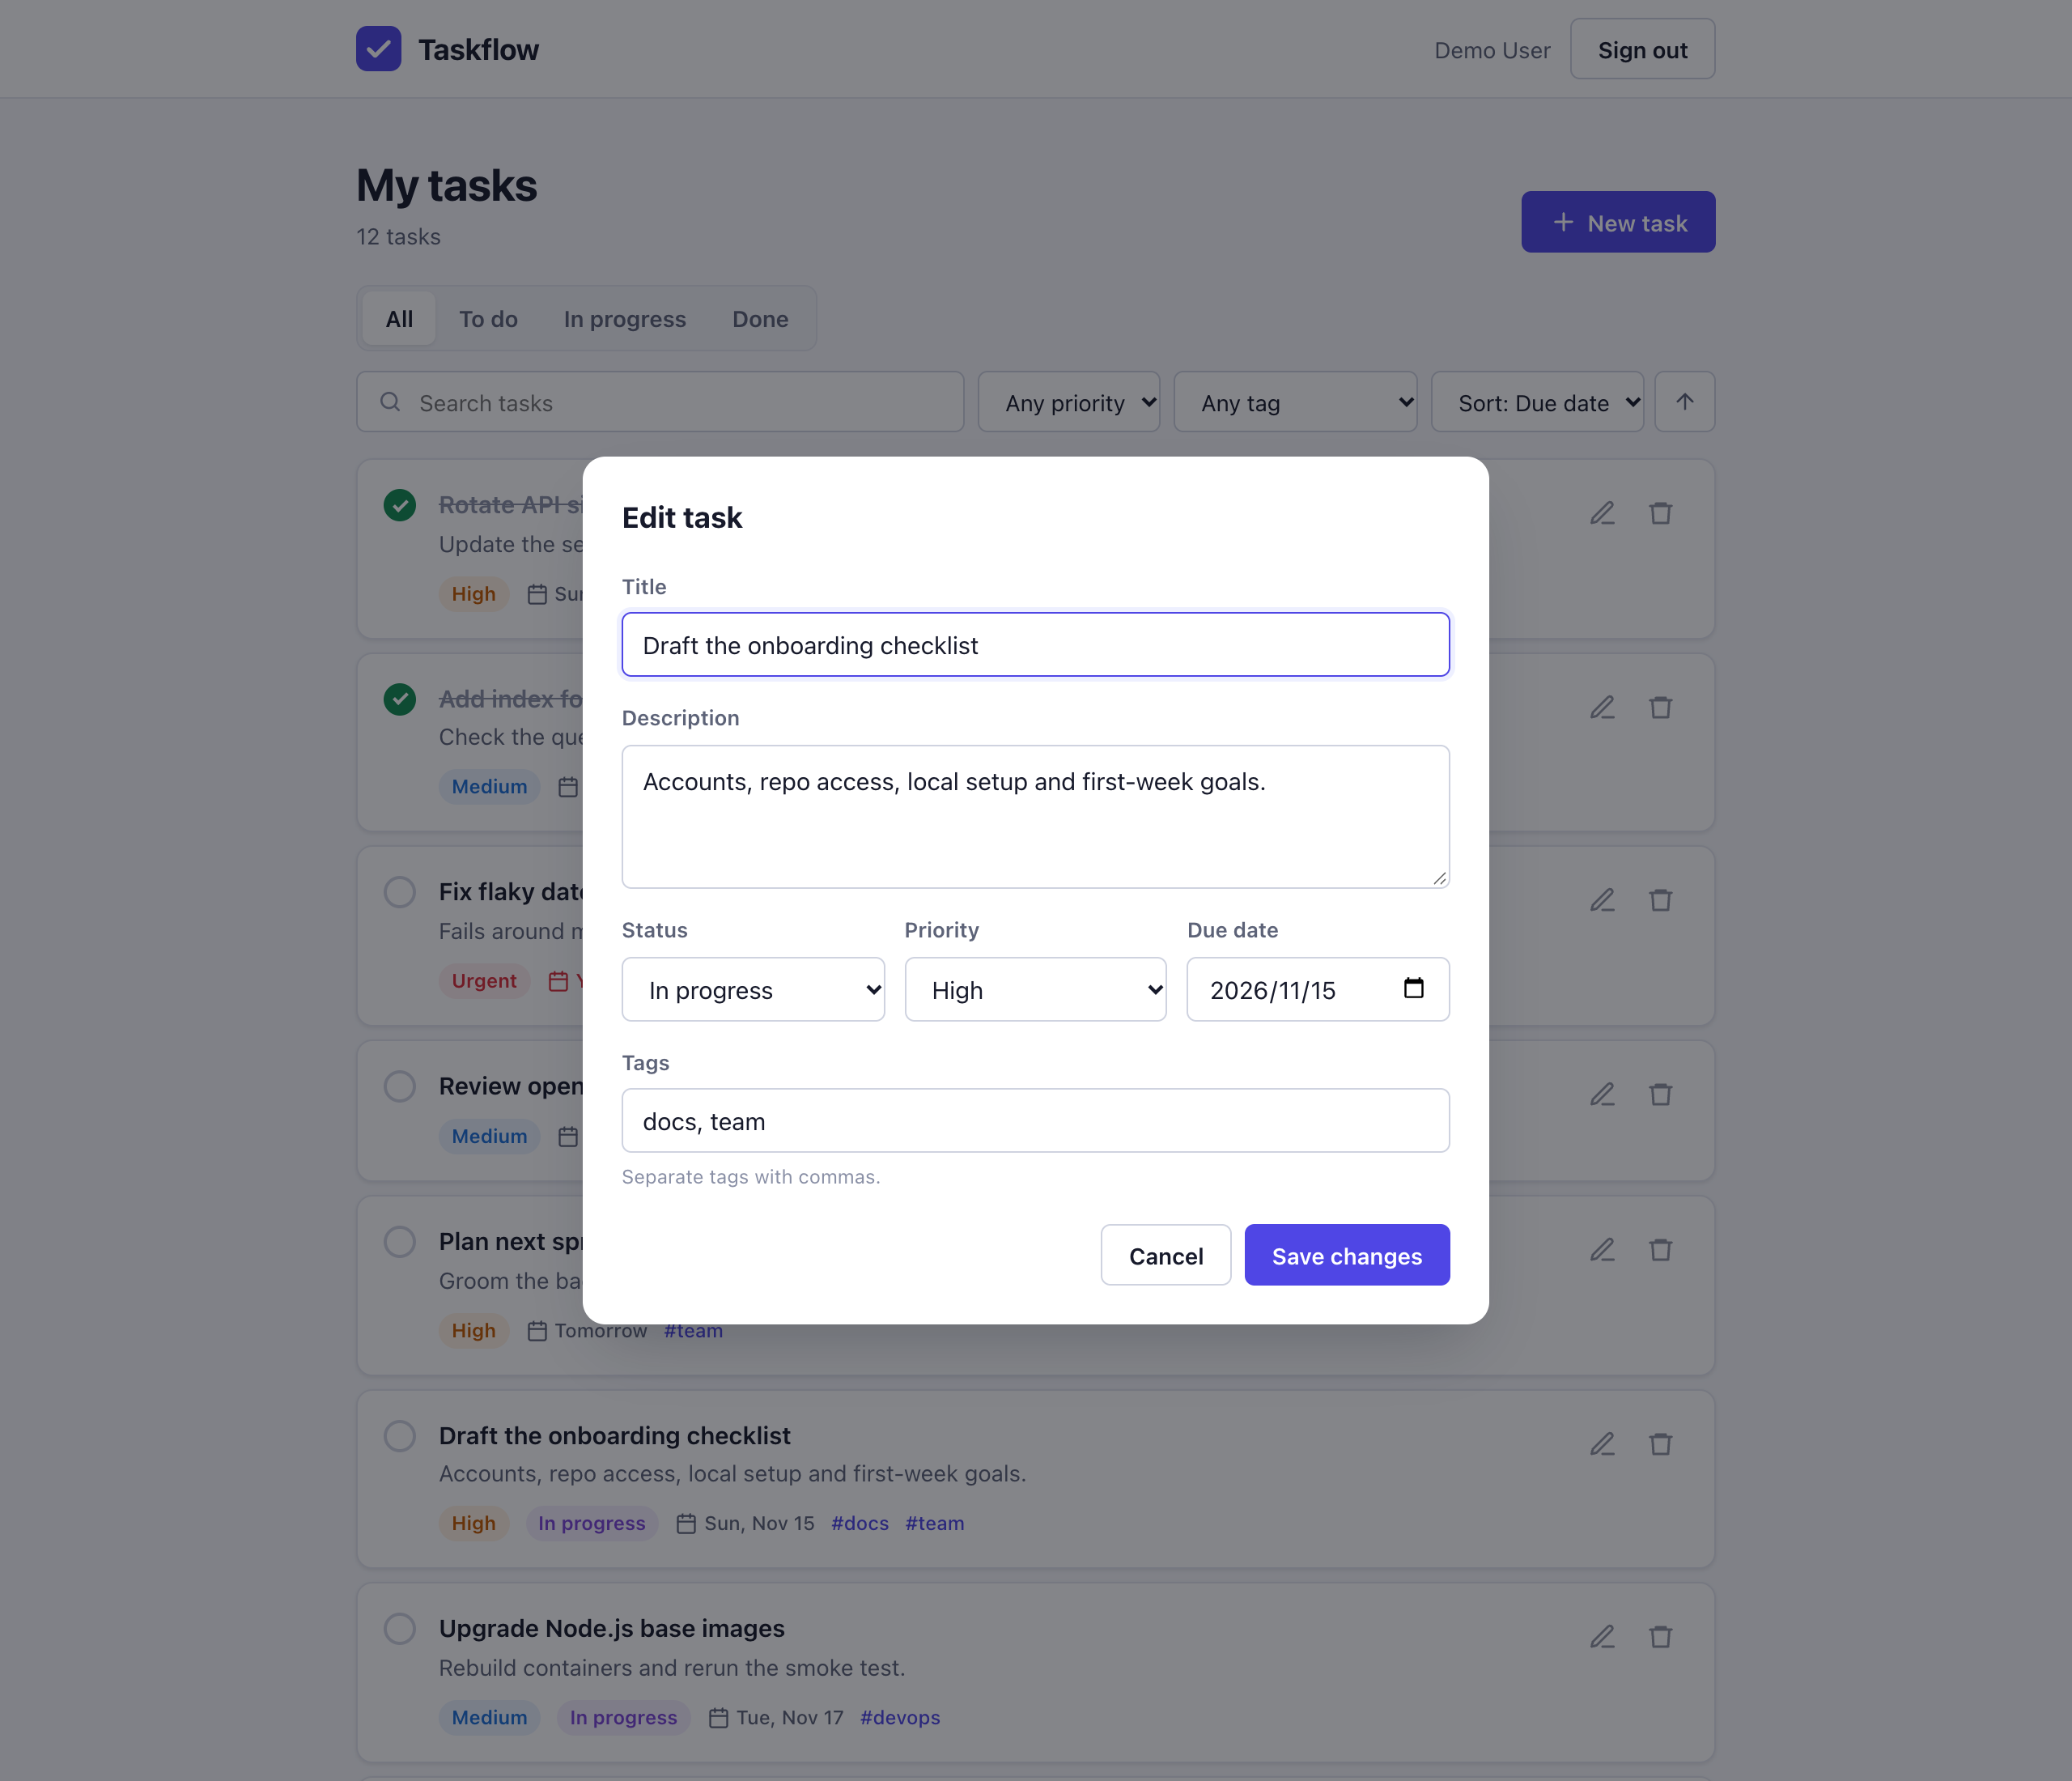 Taskflow
Demo User
Sign out
My tasks
12 tasks
New task
All
To do
In progress
Done
Search tasks
Any priority
Any tag
Sort: Due date
Rotate API
Update the
High
Add index
Check the
Medium
Fix flaky
Fails around
Urgent
Review open
Medium
Plan next
Groom the
High
Tomorrow
#team
Edit task
Title
Draft the onboarding checklist
Description
Accounts, repo access, local setup and first-week goals.
Status
Priority
Due date
In progress
High
2026/11/15
Tags
docs, team
Separate tags with commas.
Cancel
Save changes
Draft the onboarding checklist
Accounts, repo access, local setup and first-week goals.
High
In progress
Sun, Nov 15
#docs
#team
Upgrade Node.js base images
Rebuild containers and rerun the smoke test.
Medium
In progress
Tue, Nov 17
#devops